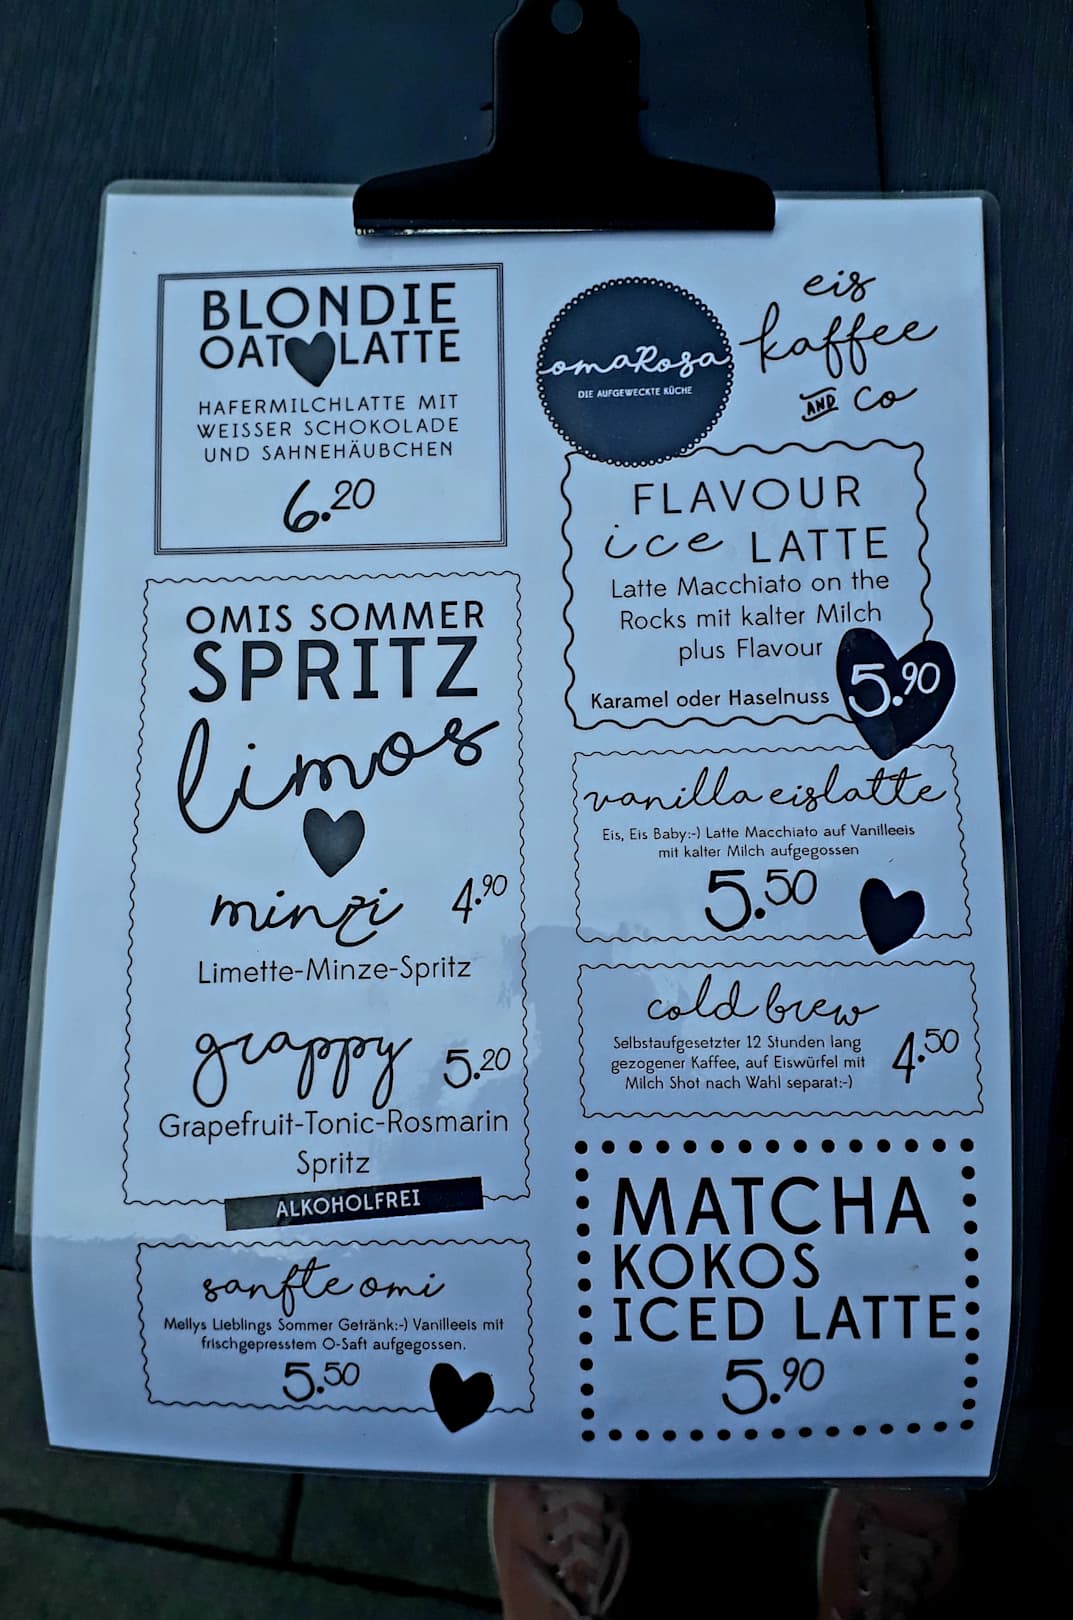 BLONDIE
OAT LATTE
HAFERMILCHLATTE MIT
WEISSER SCHOKOLADE
UND SAHNEHÄUBCHEN
6.20
OMIS SOMMER
SPRITZ
limos
minzi 4.90
Limette-Minze-Spritz
grappy 5.20
Grapefruit-Tonic-Rosmarin
Spritz
ALKOHOLFREI
sanfte omi
Mellys Lieblings Sommer Getränk:-) Vanilleeis mit
frischgepresstem O-Saft aufgegossen.
5.50
omaRosa
DIE AUFGEWECKTE KÜCHE
eis
kaffee
AND co
FLAVOUR
ice LATTE
Latte Macchiato on the
Rocks mit kalter Milch
plus Flavour
Karamel oder Haselnuss 5.90
vanilla eislatte
Eis, Eis Baby:-) Latte Macchiato auf Vanilleeis
mit kalter Milch aufgegossen
5.50
cold brew
Selbstaufgesetzter 12 Stunden lang
gezogener Kaffee, auf Eiswürfel mit
Milch Shot nach Wahl separat:-)
4.50
MATCHA
KOKOS
ICED LATTE
5.90